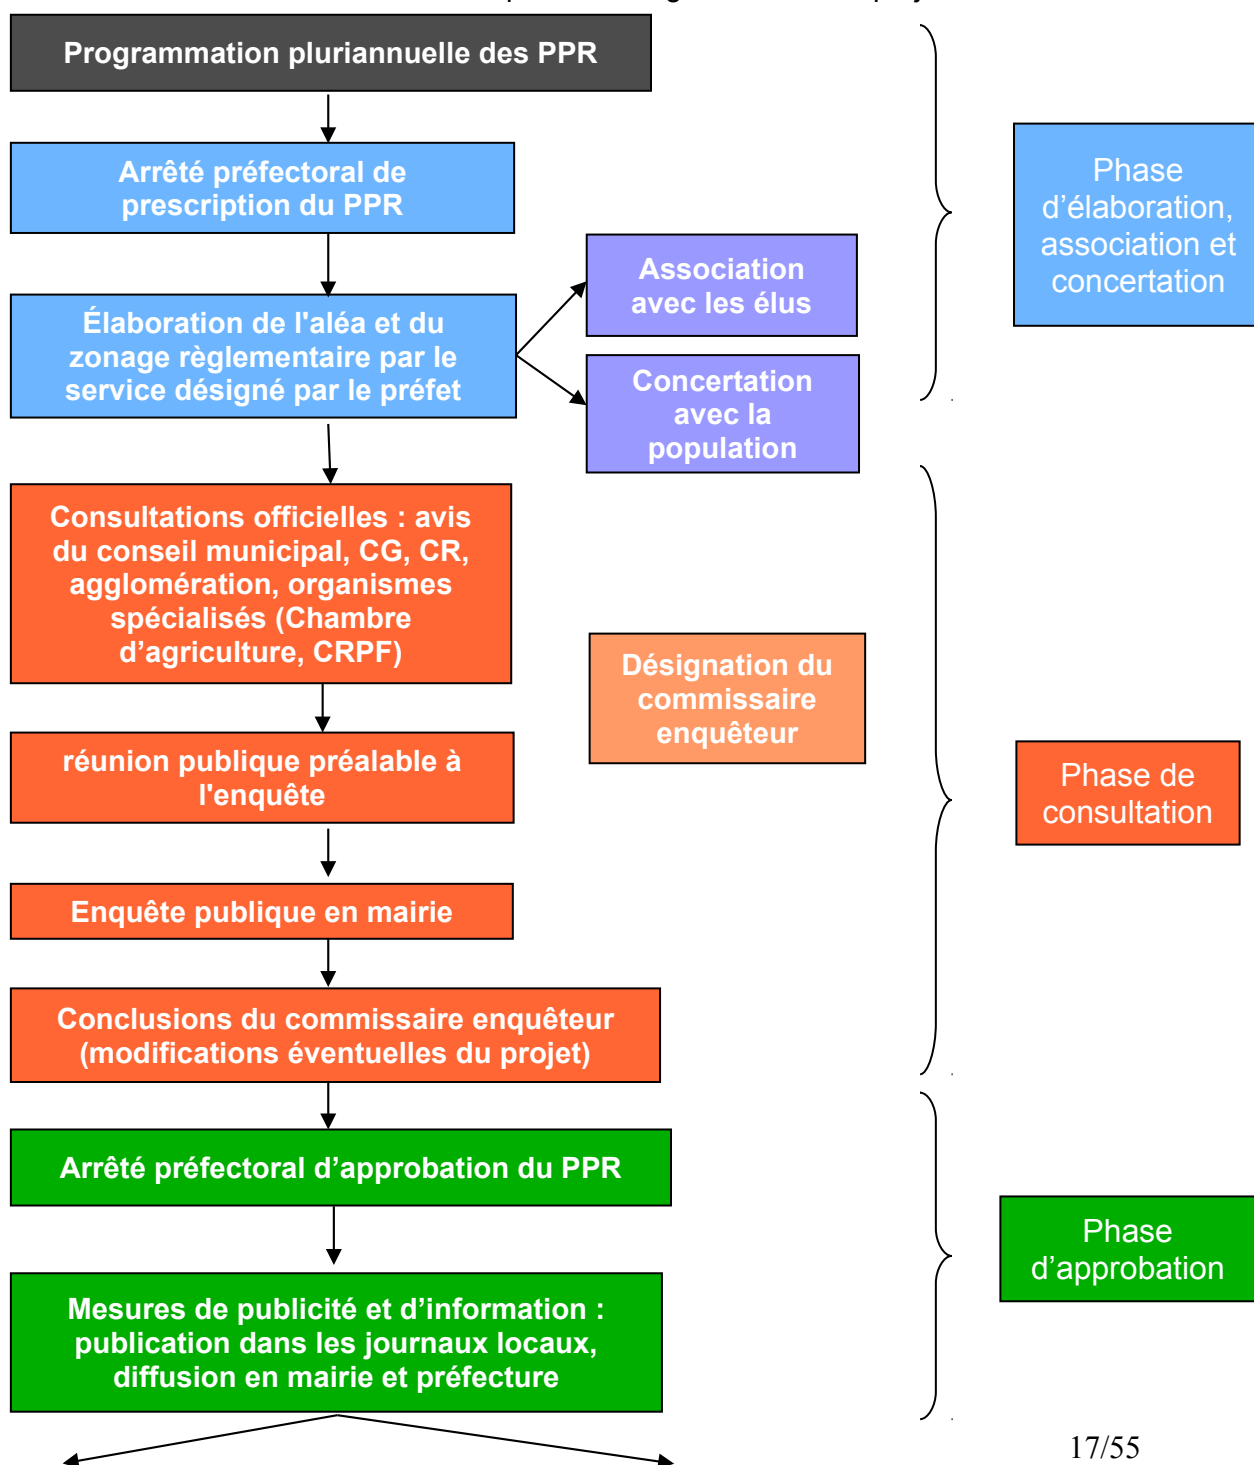 Programmation pluriannuelle des PPR
Arrêté préfectoral de
prescription du PPR
Phase
d’élaboration,
association et
concertation
Association
avec les élus
Élaboration de l'aléa et du
zonage règlementaire par le
service désigné par le préfet
Concertation
avec la
population
Consultations officielles : avis
du conseil municipal, CG, CR,
agglomération, organismes
spécialisés (Chambre
d’agriculture, CRPF)
Désignation du
commissaire
enquêteur
réunion publique préalable à
l'enquête
Phase de
consultation
Enquête publique en mairie
Conclusions du commissaire enquêteur
(modifications éventuelles du projet)
Arrêté préfectoral d’approbation du PPR
Phase
d’approbation
Mesures de publicité et d’information :
publication dans les journaux locaux,
diffusion en mairie et préfecture
17/55